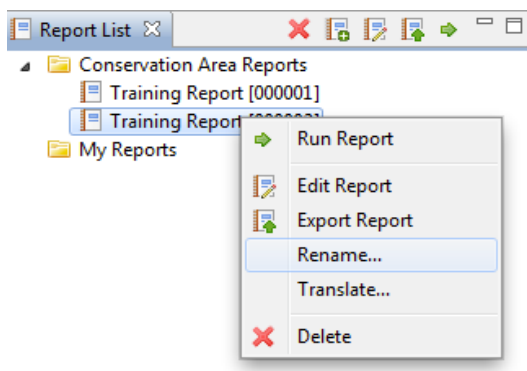 Report List
Conservation Area Reports
Training Report [000001]
Training Report
My Reports
Run Report
Edit Report
Export Report
Rename...
Translate...
Delete